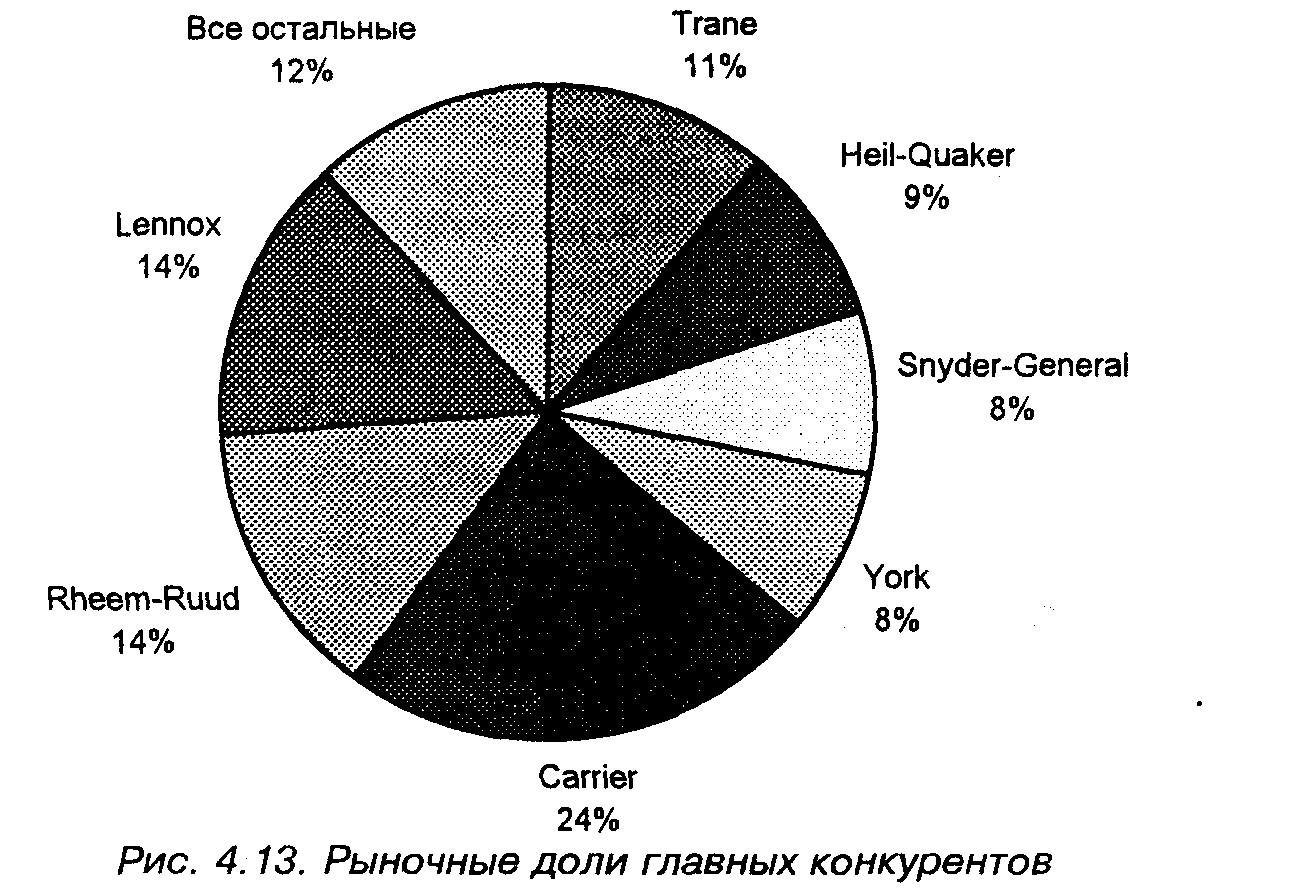 Все остальные
12%
Trane
11%
Heil-Quaker
9%
Lennox
14%
Snyder-General
8%
York
8%
Rheem-Ruud
14%
Carrier
24%
Рис. 4.13. Рыночные доли главных конкурентов